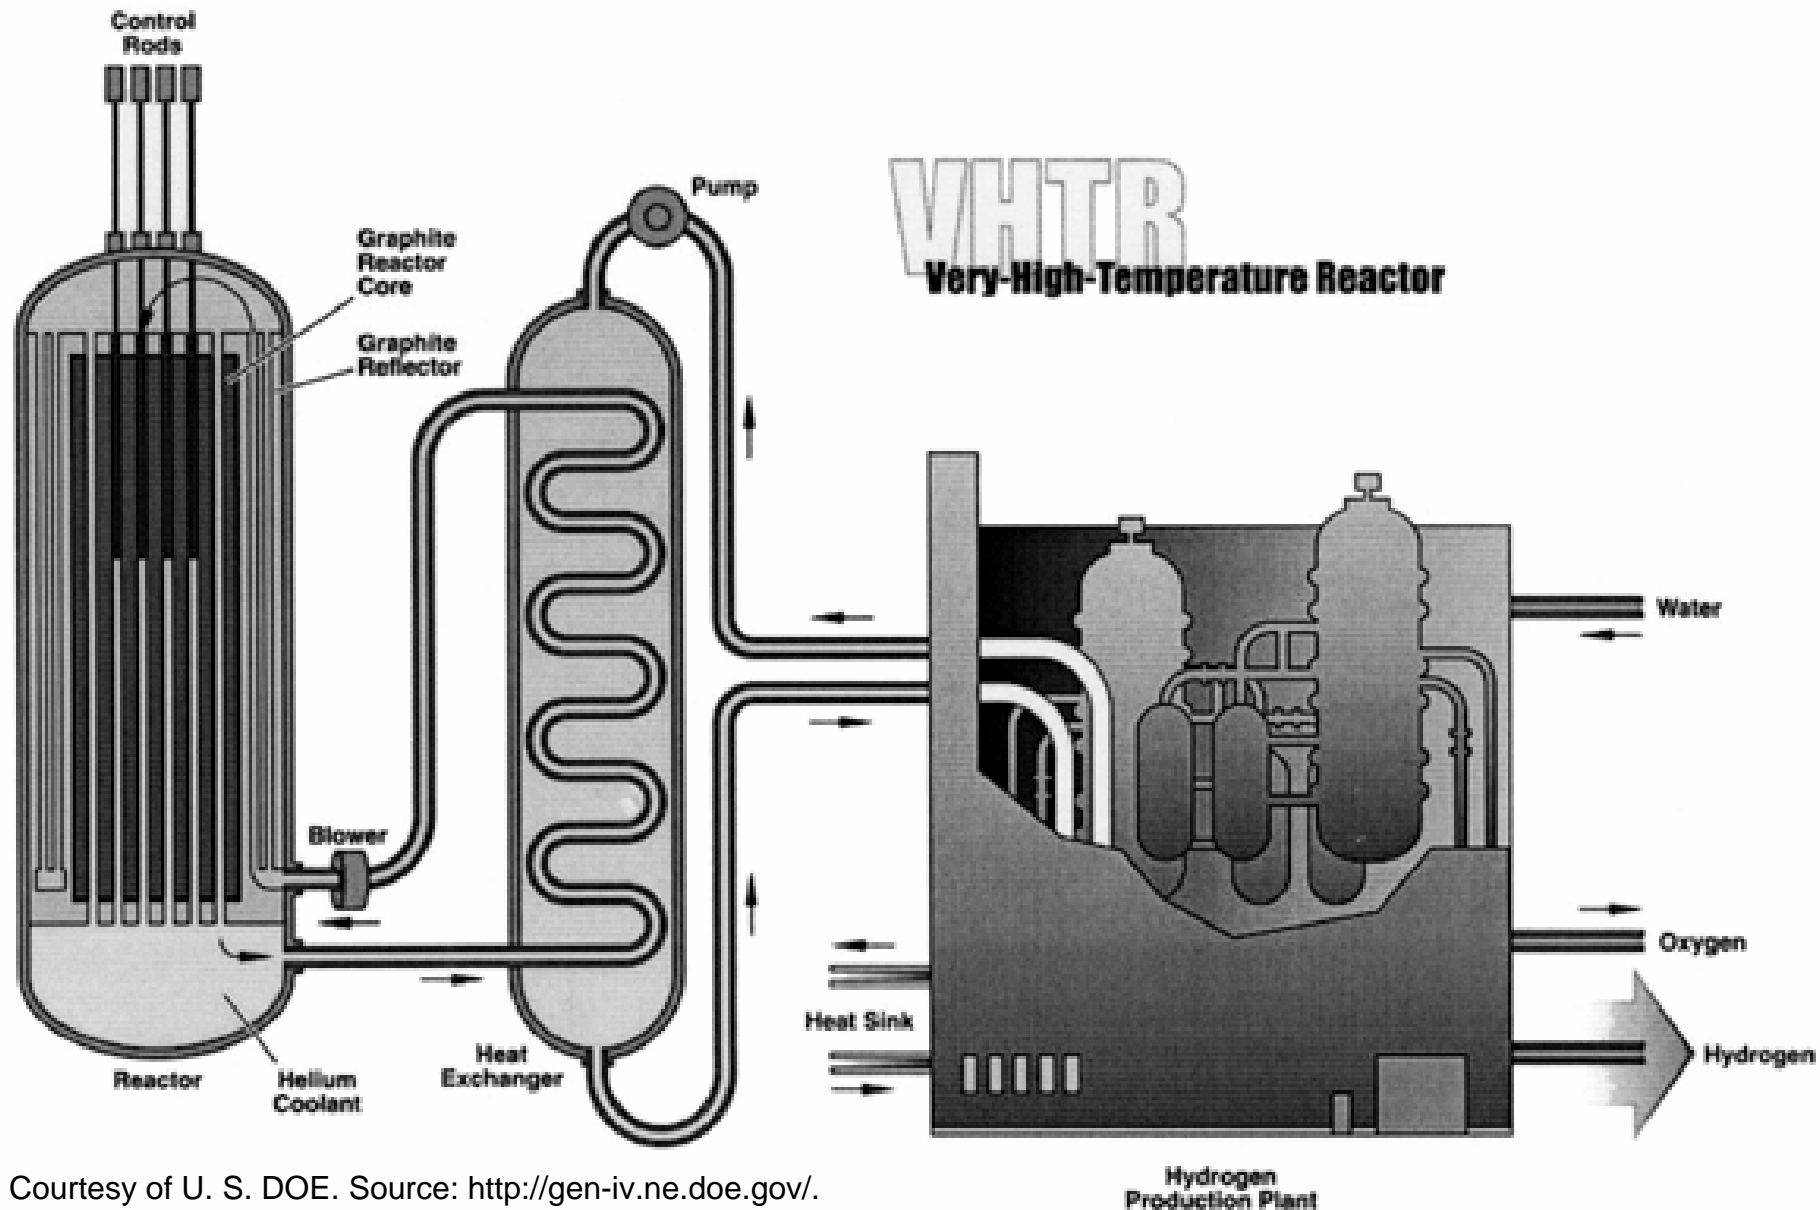 Control
Rods
Pump
VHTR
Very-High-Temperature Reactor
Graphite
Reactor
Core
Graphite
Reflector
Blower
Water
Oxygen
Heat Sink
Hydrogen
Reactor
Helium
Coolant
Heat
Exchanger
Hydrogen
Production Plant
Courtesy of U. S. DOE. Source: http://gen-iv.ne.doe.gov/.